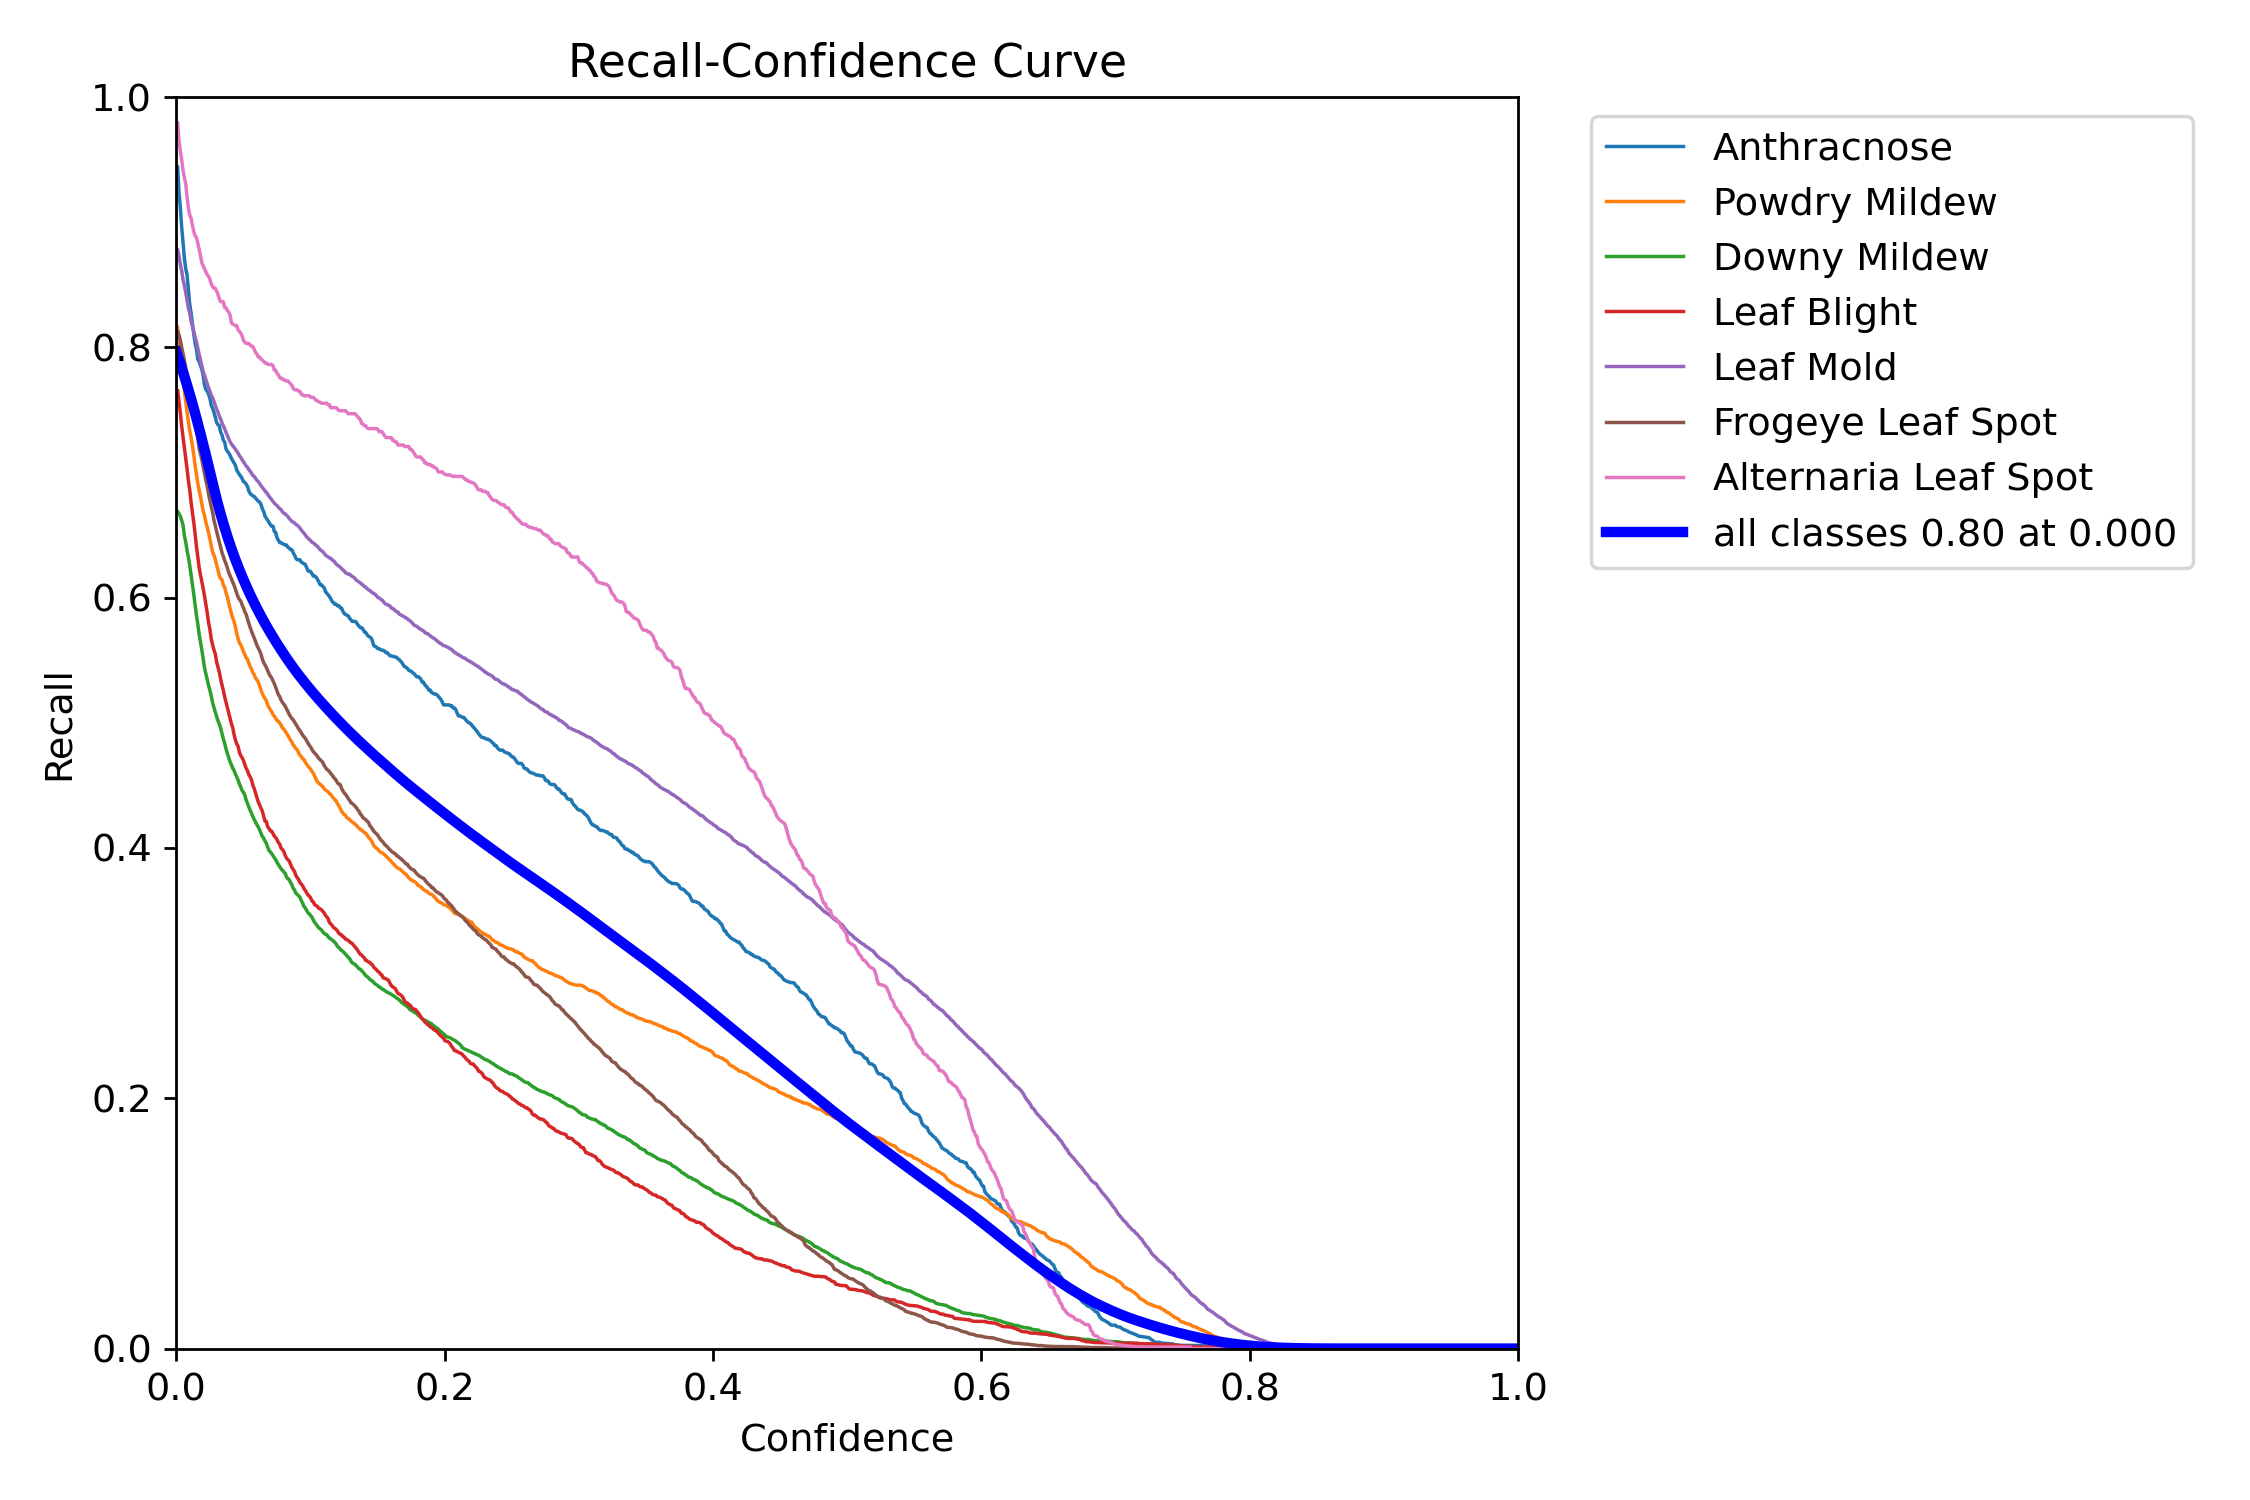 Recall-Confidence Curve
1.0
0.8
0.6
0.4
0.2
0.0
Recall
0.0 0.2 0.4 0.6 0.8 1.0
Confidence
Anthracnose
Powdry Mildew
Downy Mildew
Leaf Blight
Leaf Mold
Frogeye Leaf Spot
Alternaria Leaf Spot
all classes 0.80 at 0.000